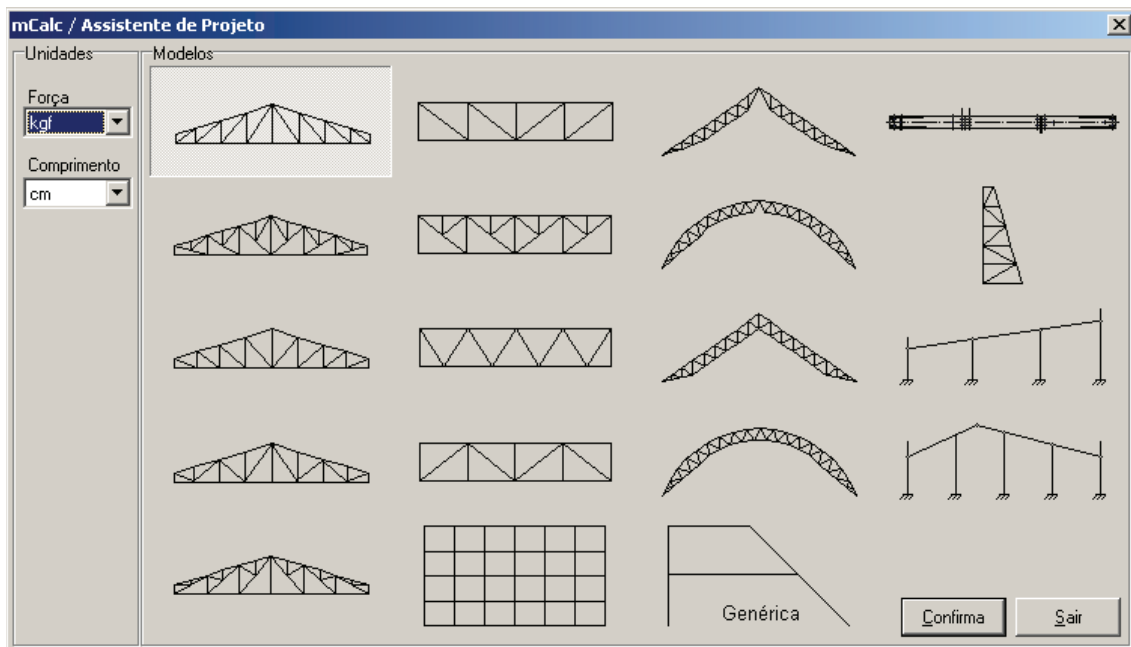 mCalc / Assistente de Projeto
Unidades
Modelos
Força
kgf
Comprimento
cm
Genérica
Confirma
Sair